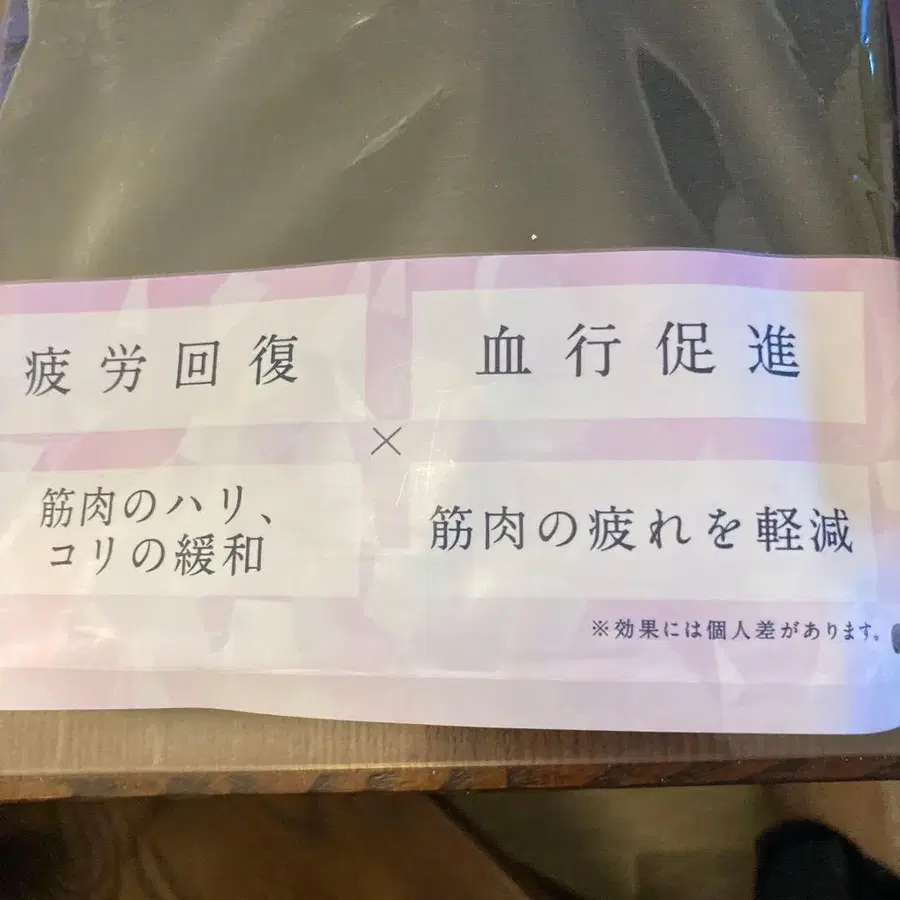 疲労回復
血行促進
×
筋肉のハリ、
コリの緩和
筋肉の疲れを軽減
※効果には個人差があります。